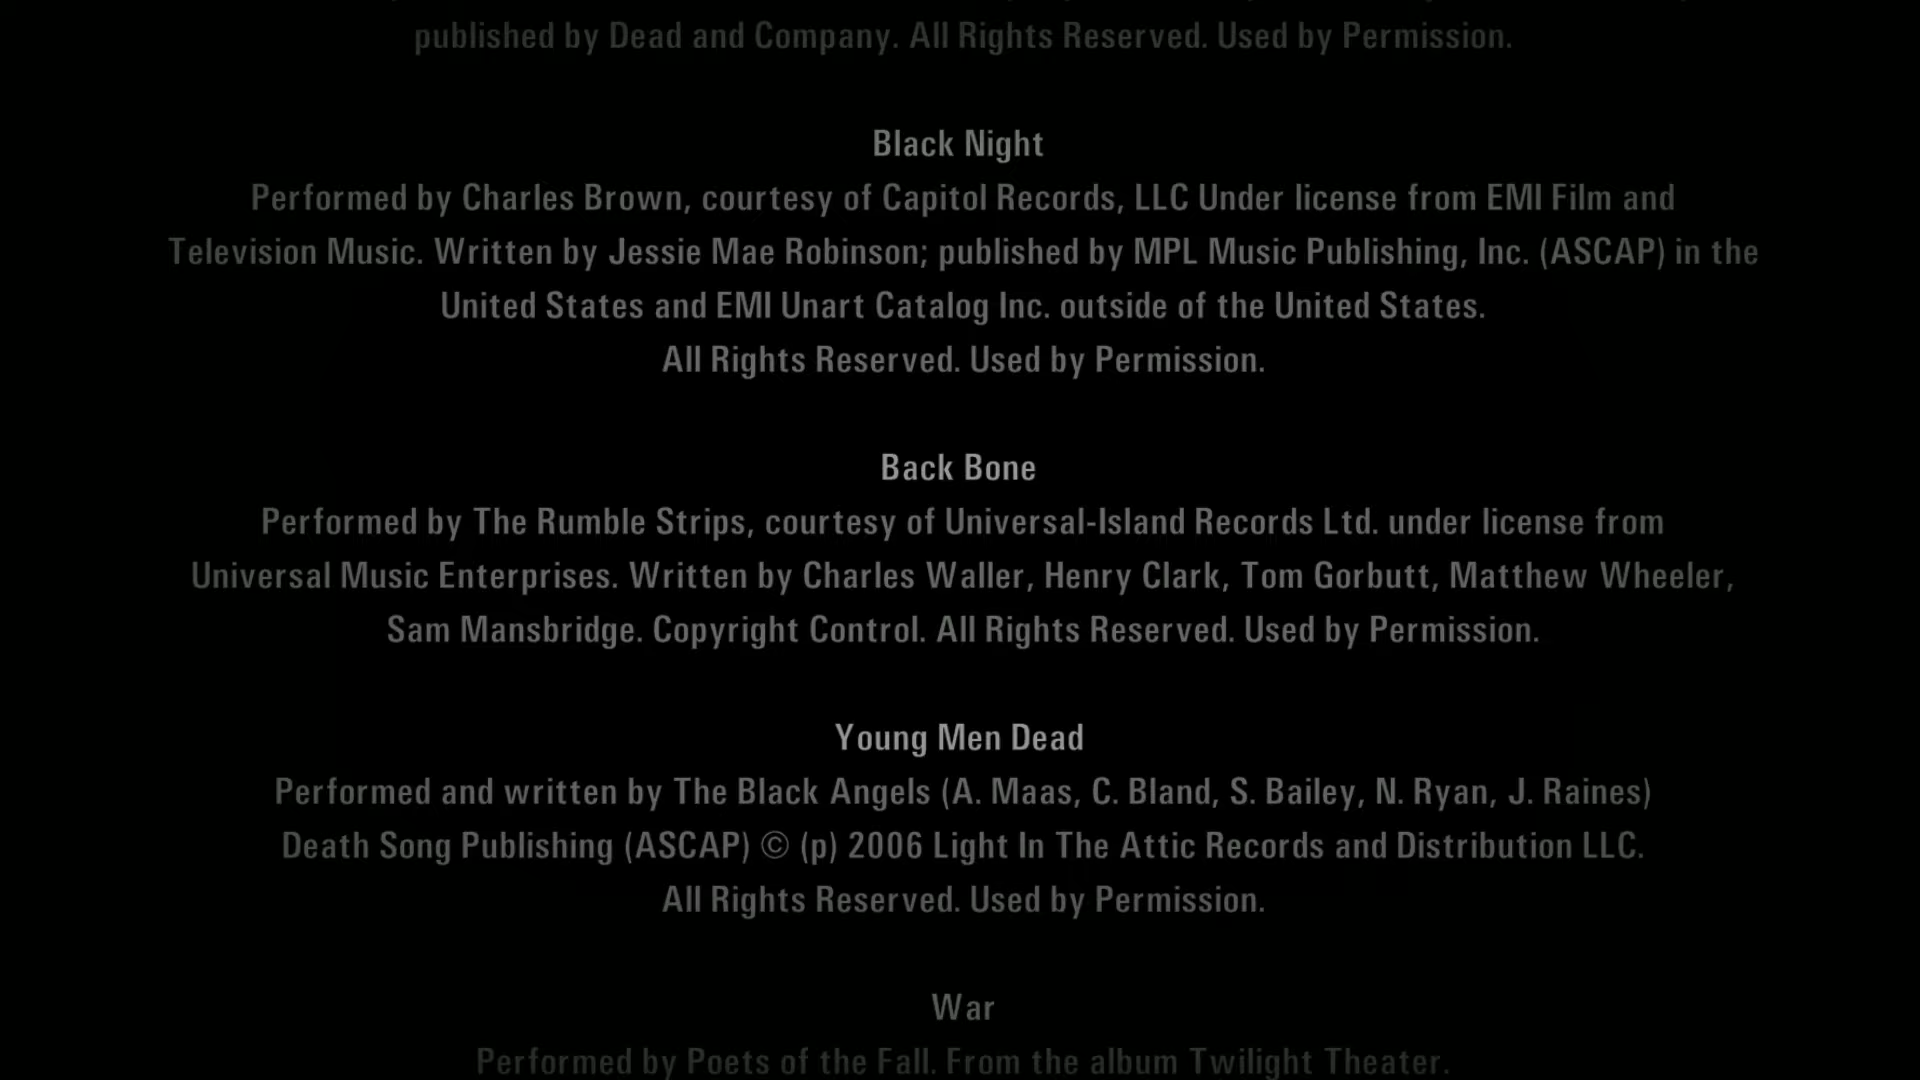 published by Dead and Company. All Rights Reserved. Used by Permission.
Black Night
Performed by Charles Brown, courtesy of Capitol Records, LLC Under license from EMI Film and
Television Music. Written by Jessie Mae Robinson; published by MPL Music Publishing, Inc. (ASCAP) in the
United States and EMI Unart Catalog Inc. outside of the United States.
All Rights Reserved. Used by Permission.
Back Bone
Performed by The Rumble Strips, courtesy of Universal-Island Records Ltd. under license from
Universal Music Enterprises. Written by Charles Waller, Henry Clark, Tom Gorbutt, Matthew Wheeler,
Sam Mansbridge. Copyright Control. All Rights Reserved. Used by Permission.
Young Men Dead
Performed and written by The Black Angels (A. Maas, C. Bland, S. Bailey, N. Ryan, J. Raines)
Death Song Publishing (ASCAP) © (p) 2006 Light In The Attic Records and Distribution LLC.
All Rights Reserved. Used by Permission.
War
Performed by Poets of the Fall. From the album Twilight Theater.